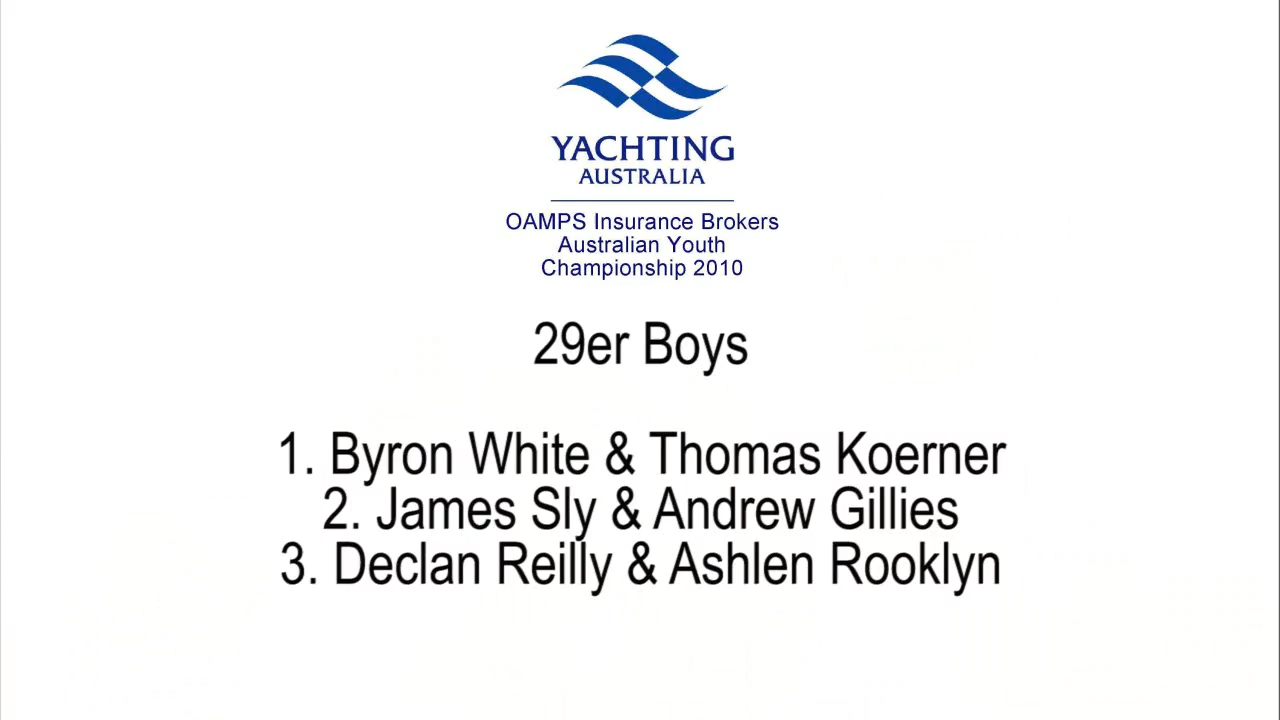 YACHTING
AUSTRALIA
OAMPS Insurance Brokers
Australian Youth
Championship 2010
29er Boys
1. Byron White & Thomas Koerner
2. James Sly & Andrew Gillies
3. Declan Reilly & Ashlen Rooklyn